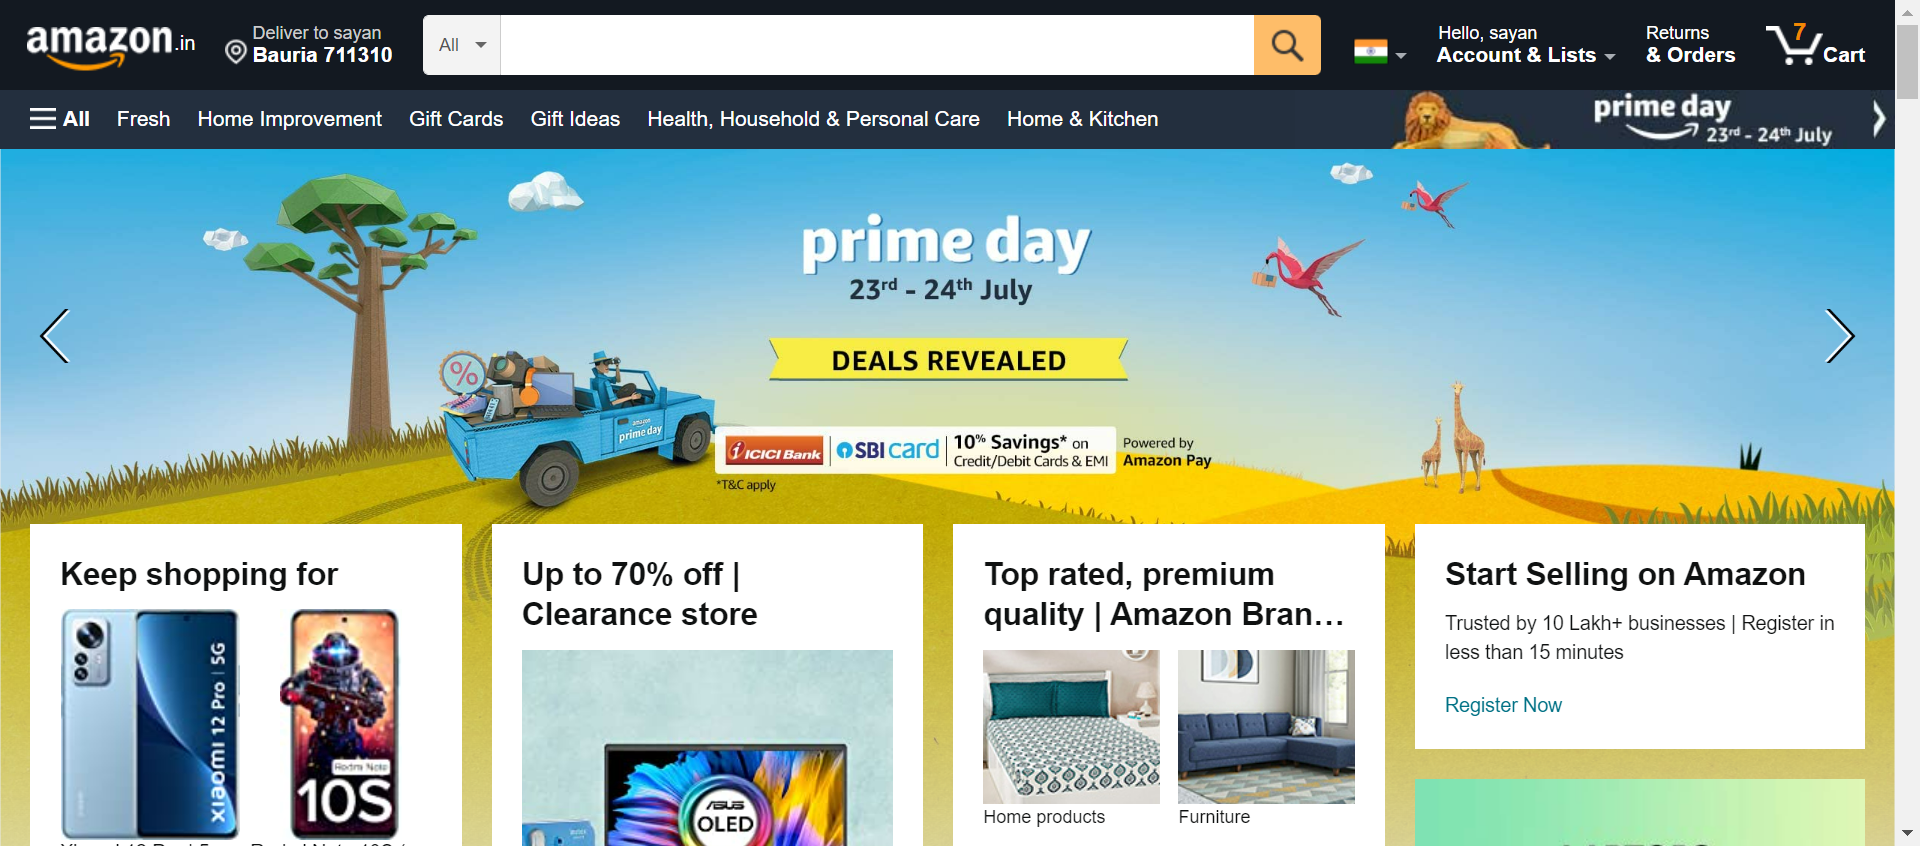 amazon.in
Deliver to sayan
Bauria 711310
All
Hello, sayan
Account & Lists
Returns
& Orders
7
Cart
All
Fresh
Home Improvement
Gift Cards
Gift Ideas
Health, Household & Personal Care
Home & Kitchen
prime day
23rd - 24th July
prime day
23rd - 24th July
DEALS REVEALED
%
amazon
prime day
ICICI Bank
SBI card
10% Savings* on
Credit/Debit Cards & EMI
Powered by
Amazon Pay
*T&C apply
Keep shopping for
xiaomi 12 Pro | 5G
Redmi Note
10S
Up to 70% off |
Clearance store
ASUS
OLED
Top rated, premium
quality | Amazon Bran…
Home products
Furniture
Start Selling on Amazon
Trusted by 10 Lakh+ businesses | Register in
less than 15 minutes
Register Now